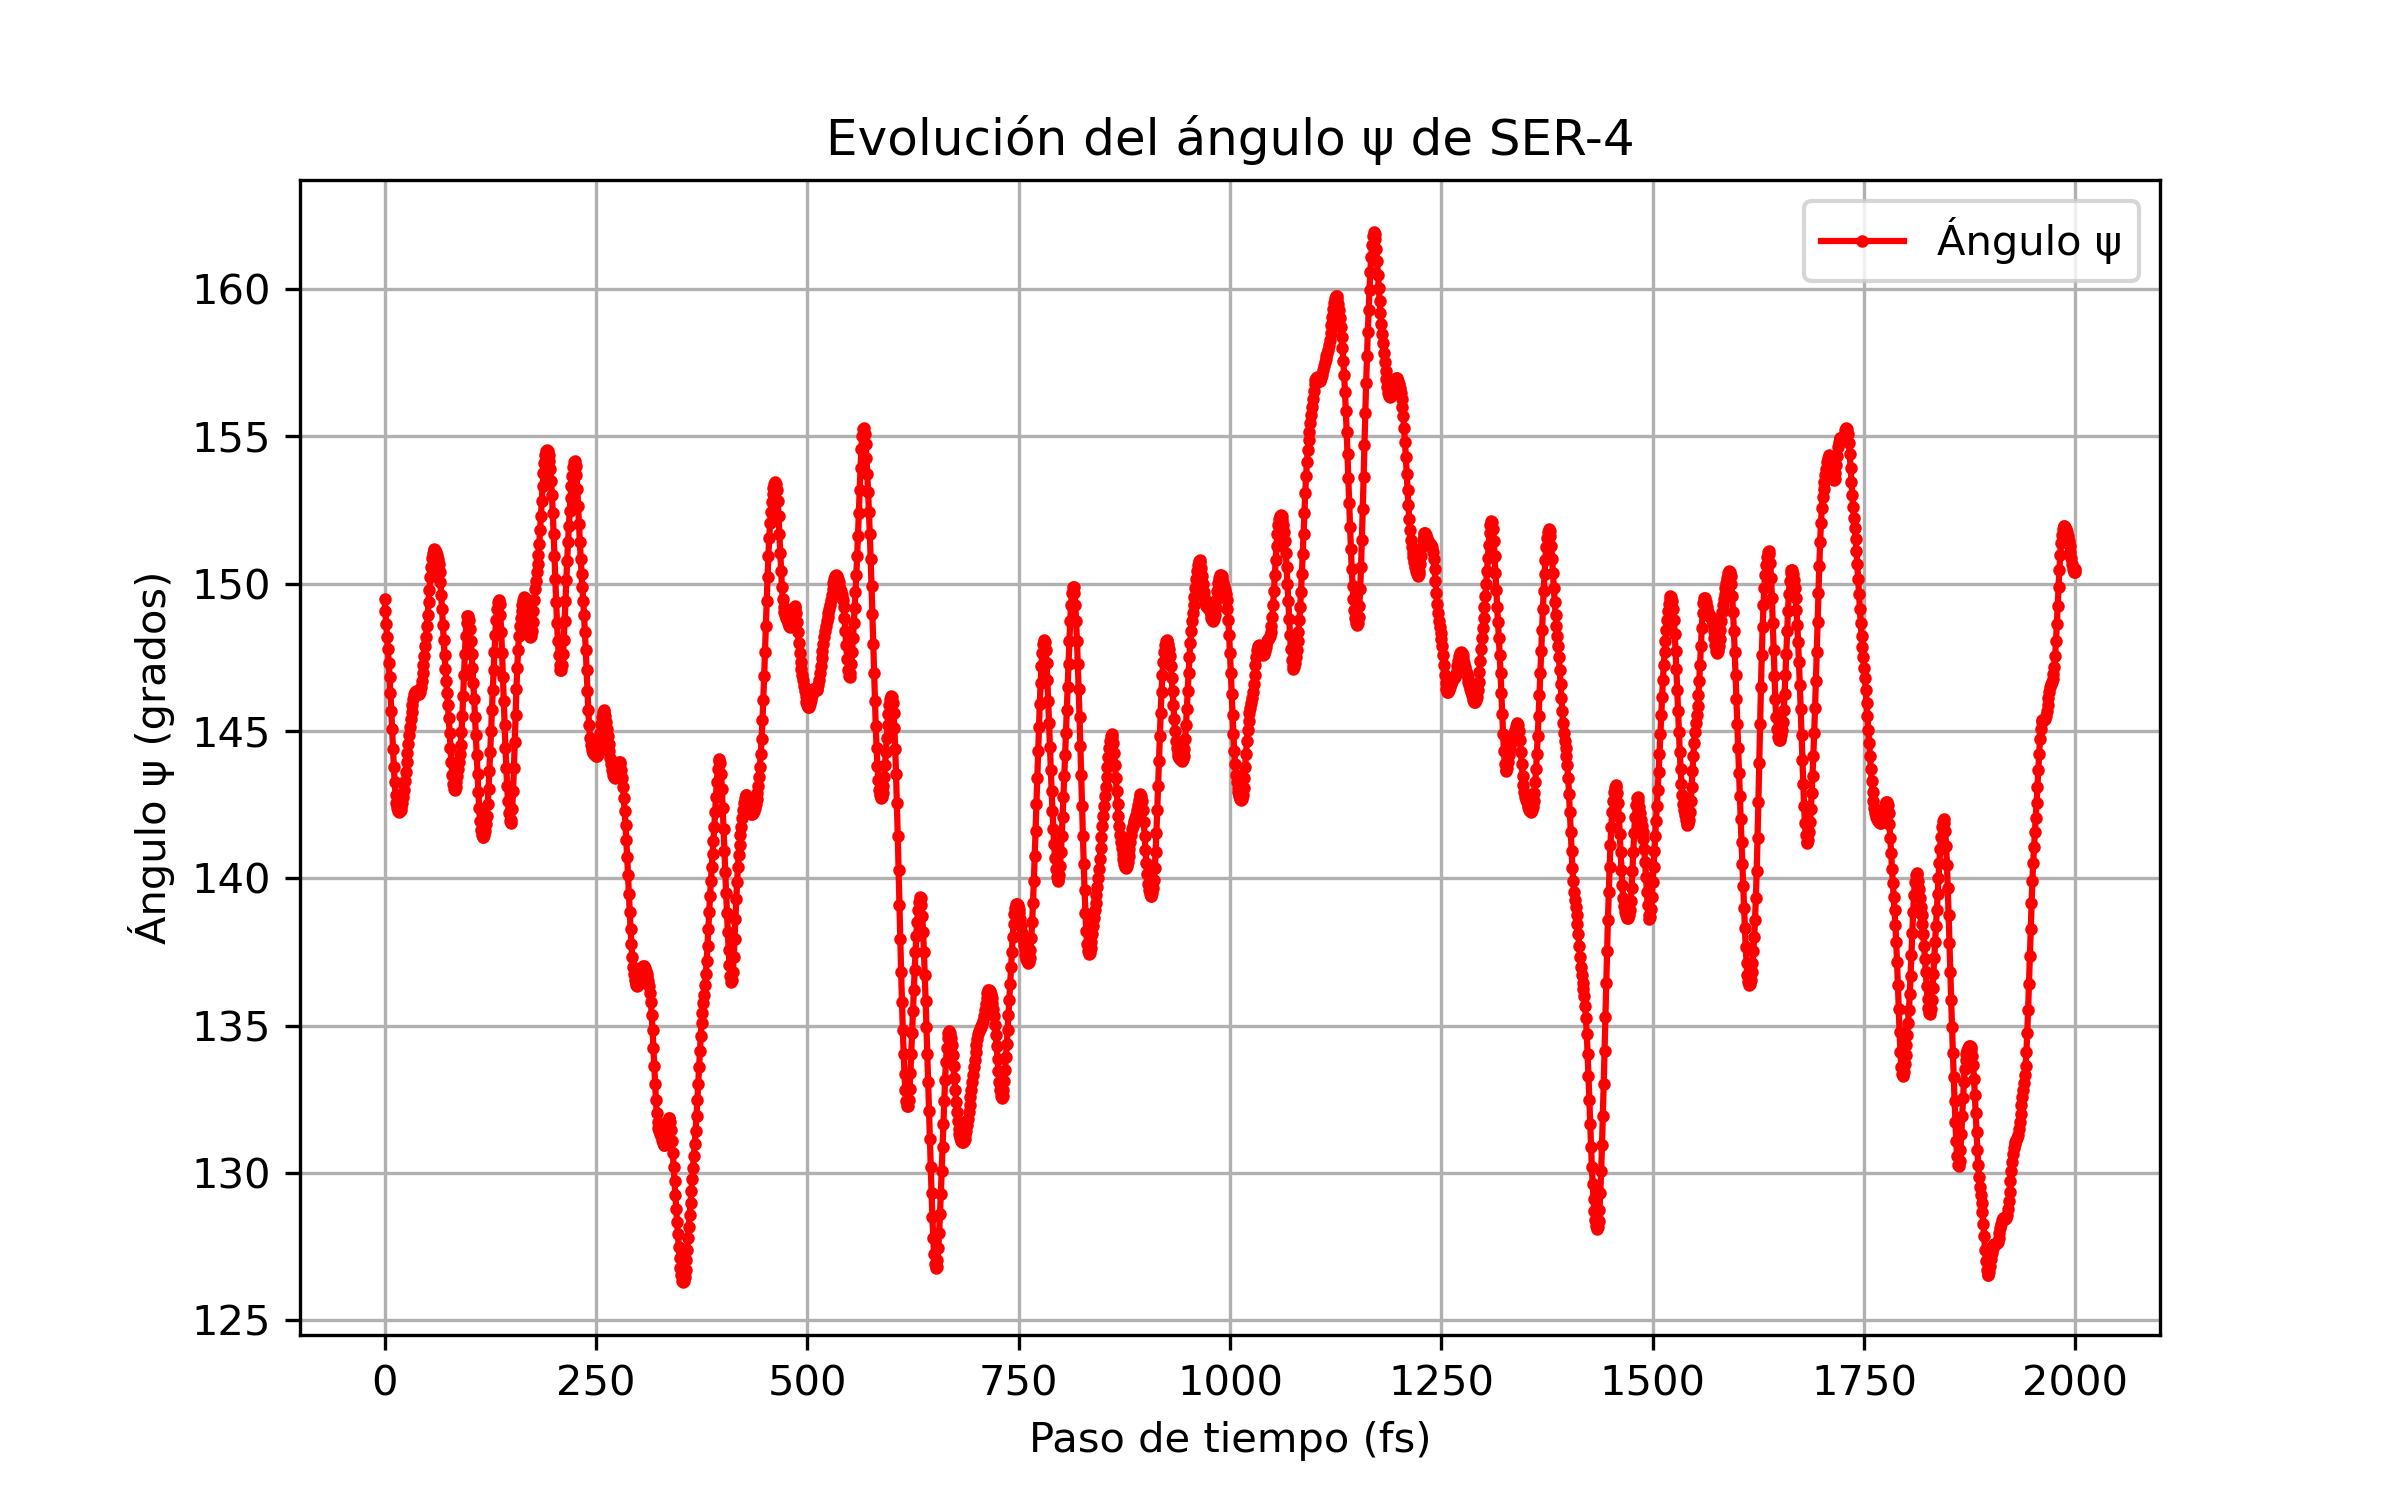 Evolución del ángulo ψ de SER-4
Ángulo ψ
Ángulo ψ (grados)
160
155
150
145
140
135
130
125
0 250 500 750 1000 1250 1500 1750 2000
Paso de tiempo (fs)